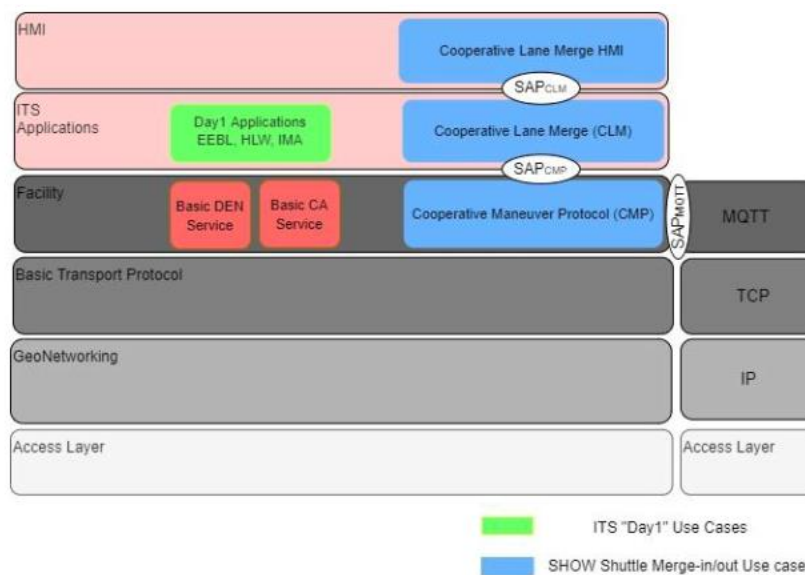 HMI
Cooperative Lane Merge HMI
SAPCLM
ITS
Applications
Day1 Applications
EEBL, HLW, IMA
Cooperative Lane Merge (CLM)
SAPCMP
Facility
Basic DEN
Service
Basic CA
Service
Cooperative Maneuver Protocol (CMP)
SAPMQTT
MQTT
Basic Transport Protocol
TCP
GeoNetworking
IP
Access Layer
Access Layer
ITS "Day1" Use Cases
SHOW Shuttle Merge-in/out Use case